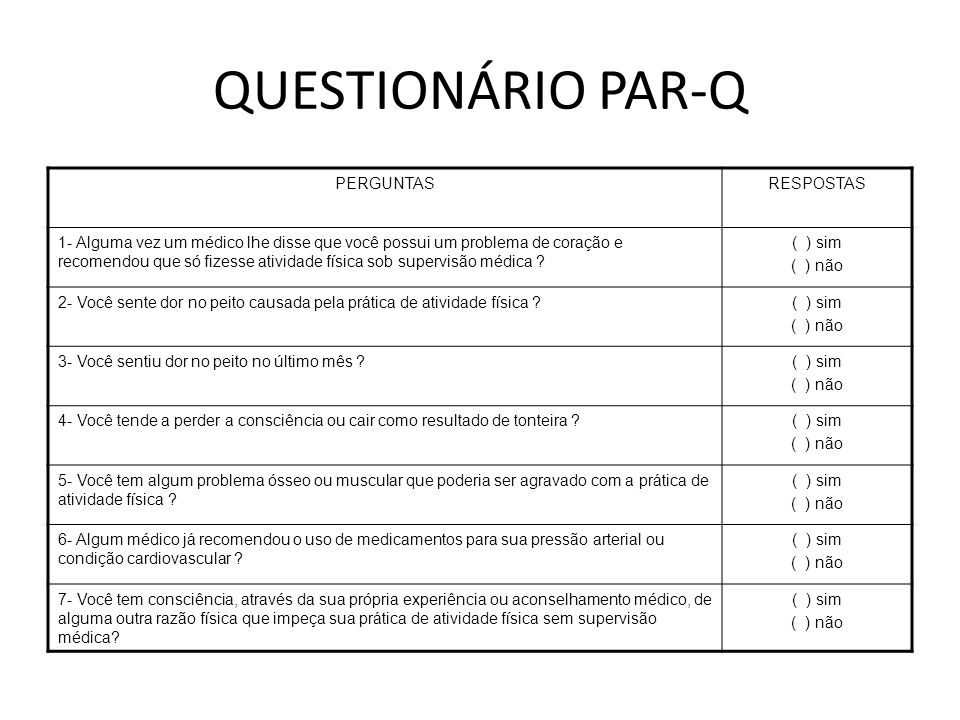 QUESTIONÁRIO PAR-Q
PERGUNTAS
RESPOSTAS
1- Alguma vez um médico lhe disse que você possui um problema de coração e
recomendou que só fizesse atividade física sob supervisão médica ?
( ) sim
( ) não
2- Você sente dor no peito causada pela prática de atividade física ?
( ) sim
( ) não
3- Você sentiu dor no peito no último mês ?
( ) sim
( ) não
4- Você tende a perder a consciência ou cair como resultado de tonteira ?
( ) sim
( ) não
5- Você tem algum problema ósseo ou muscular que poderia ser agravado com a prática de
atividade física ?
( ) sim
( ) não
6- Algum médico já recomendou o uso de medicamentos para sua pressão arterial ou
condição cardiovascular ?
( ) sim
( ) não
7- Você tem consciência, através da sua própria experiência ou aconselhamento médico, de
alguma outra razão física que impeça sua prática de atividade física sem supervisão
médica?
( ) sim
( ) não